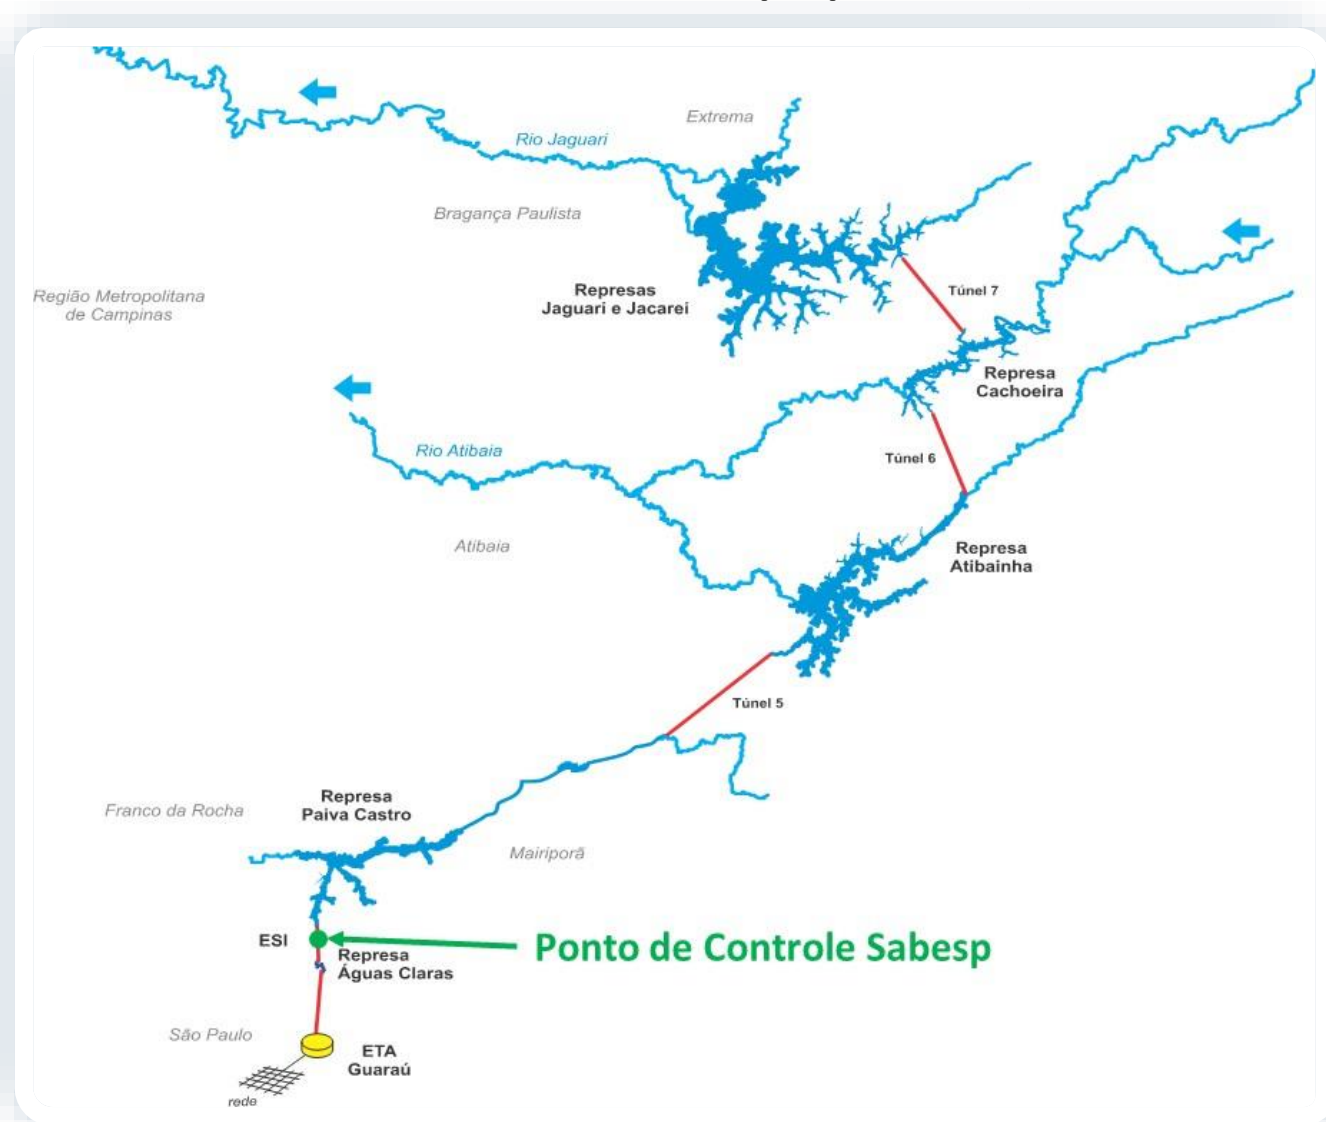 Extrema
Rio Jaguari
Bragança Paulista
Represas
Jaguari e Jacareí
Túnel 7
Região Metropolitana
de Campinas
Represa
Cachoeira
Rio Atibaia
Túnel 6
Atibaia
Represa
Atibainha
Túnel 5
Franco da Rocha
Represa
Paiva Castro
Mairiporã
ESI
Ponto de Controle Sabesp
Represa
Águas Claras
São Paulo
ETA
Guaraú
rede